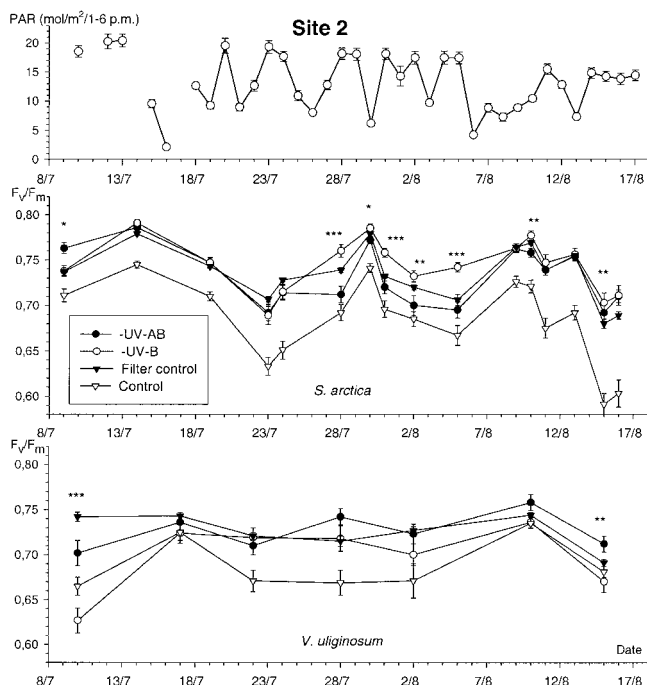 PAR (mol/m²/1-6 p.m.)
Site 2
25
20
15
10
5
0
8/7 13/7 18/7 23/7 28/7 2/8 7/8 12/8 17/8
Fv/Fm
0,80
0,75
0,70
0,65
0,60
* *** * *** ** *** ** **
-UV-AB
-UV-B
Filter control
Control
S. arctica
8/7 13/7 18/7 23/7 28/7 2/8 7/8 12/8 17/8
Fv/Fm
0,80
0,75
0,70
0,65
0,60
*** **
V. uliginosum
Date
8/7 13/7 18/7 23/7 28/7 2/8 7/8 12/8 17/8